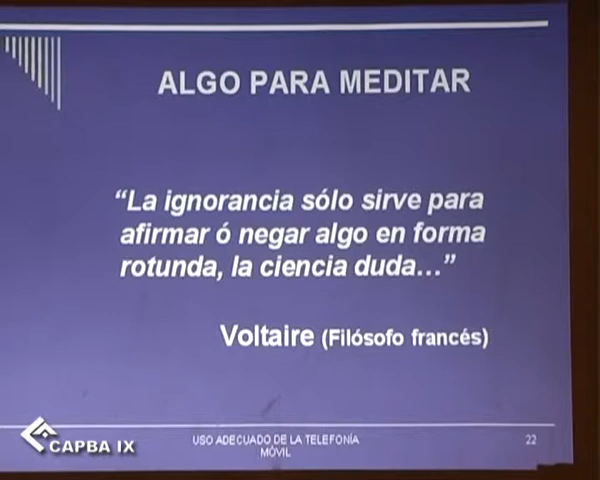 ALGO PARA MEDITAR
“La ignorancia sólo sirve para
afirmar ó negar algo en forma
rotunda, la ciencia duda...”
Voltaire (Filósofo francés)
CAPBA IX
USO ADECUADO DE LA TELEFONÍA
MÓVIL
22